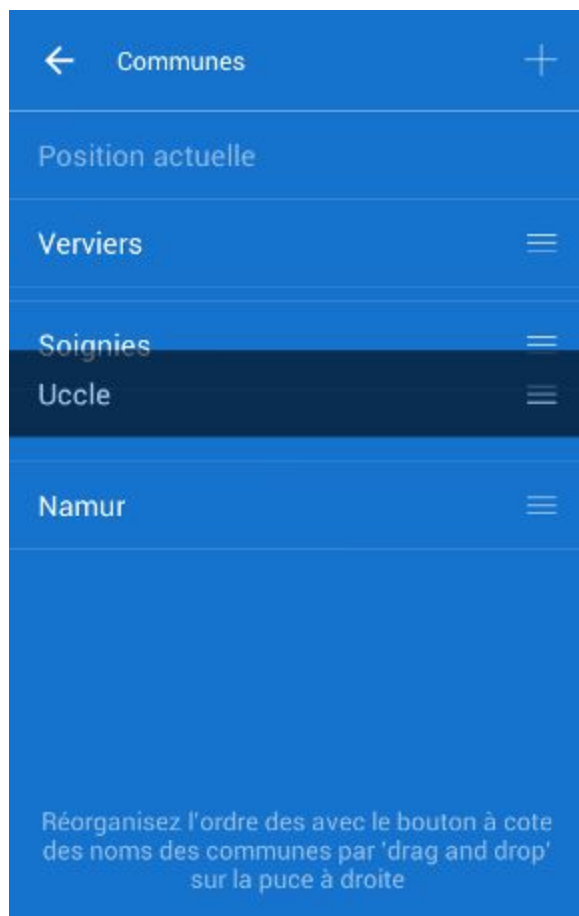 Communes
Position actuelle
Verviers
Soignies
Uccle
Namur
Réorganisez l'ordre des avec le bouton à cote
des noms des communes par 'drag and drop'
sur la puce à droite